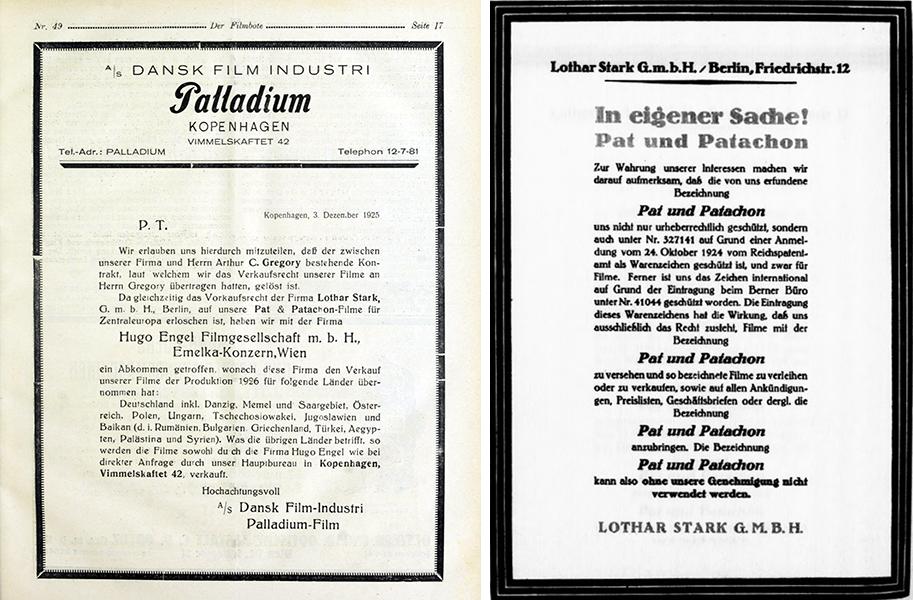 Nr. 49 Der Filmbote Seite 17
A/s DANSK FILM INDUSTRI
Palladium
KOPENHAGEN
VIMMELSKAFTET 42
Tel.-Adr.: PALLADIUM Telephon 12-7-81
Kopenhagen, 3. Dezember 1925
P. T.
Wir erlauben uns hierdurch mitzuteilen, daß der zwischen
unserer Firma und Herrn Arthur C. Gregory bestehende Kon-
trakt, laut welchem wir das Verkaufsrecht unserer Filme an
Herrn Gregory übertragen hatten, gelöst ist.
Da gleichzeitig das Vorkaufsrecht der Firma Lothar Stark,
G. m. b. H., Berlin, auf unsere Pat & Patachon-Filme für
Zentraleuropa erloschen ist, haben wir mit der Firma
Hugo Engel Filmgesellschaft m. b. H.,
Emelka-Konzern, Wien
ein Abkommen getroffen, wonach diese Firma den Verkauf
unserer Filme der Produktion 1926 für folgende Länder über-
nommen hat:
Deutschland inkl. Danzig, Memel und Saargebiet, Öster-
reich, Polen, Ungarn, Tschechoslowakei, Jugoslawien und
Balkan (d. i. Rumänien, Bulgarien, Griechenland, Türkei, Aegyp-
ten, Palästina und Syrien). Was die übrigen Länder betrifft, so
werden die Filme sowohl durch die Firma Hugo Engel wie bei
direkter Anfrage durch unser Hauptbureau in Kopenhagen,
Vimmelskaftet 42, verkauft.
Hochachtungsvoll
A/s Dansk Film-Industri
Palladium-Film
Lothar Stark G.m.b.H. / Berlin, Friedrichstr. 12
In eigener Sache!
Pat und Patachon
Zur Wahrung unserer Interessen machen wir
darauf aufmerksam, daß die von uns erfundene
Bezeichnung
Pat und Patachon
uns nicht nur urheberrechtlich geschützt, sondern
auch unter Nr. 327141 auf Grund einer Anmel-
dung vom 24. Oktober 1924 vom Reichspatent-
amt als Warenzeichen geschützt ist, und zwar für
Filme. Ferner ist uns das Zeichen international
auf Grund der Eintragung beim Berner Büro
unter Nr. 41044 geschützt worden. Die Eintragung
dieses Warenzeichens hat die Wirkung, daß uns
ausschließlich das Recht zusteht, Filme mit der
Bezeichnung
Pat und Patachon
zu versehen und so bezeichnete Filme zu verleihen
oder zu verkaufen, sowie auf allen Ankündigun-
gen, Preislisten, Geschäftsbriefen oder dergl. die
Bezeichnung
Pat und Patachon
anzubringen. Die Bezeichnung
Pat und Patachon
kann also ohne unsere Genehmigung nicht
verwendet werden.
LOTHAR STARK G.M.B.H.